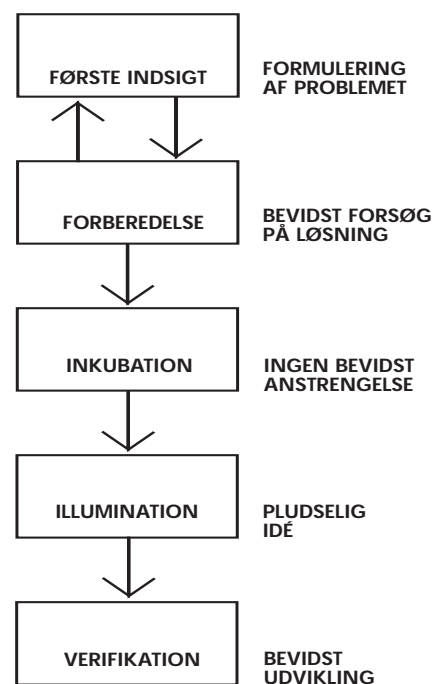 FØRSTE INDSIGT
FORMULERING
AF PROBLEMET
FORBEREDELSE
BEVIDST FORSØG
PÅ LØSNING
INKUBATION
INGEN BEVIDST
ANSTRENGELSE
ILLUMINATION
PLUDSELIG
IDÉ
VERIFIKATION
BEVIDST
UDVIKLING